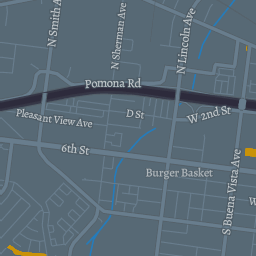 N Smith A
N Sherman Ave
N Lincoln Ave
Pomona Rd
D St
W 2nd St
Pleasant View Ave
6th St
Burger Basket
S Buena Vista Ave
W